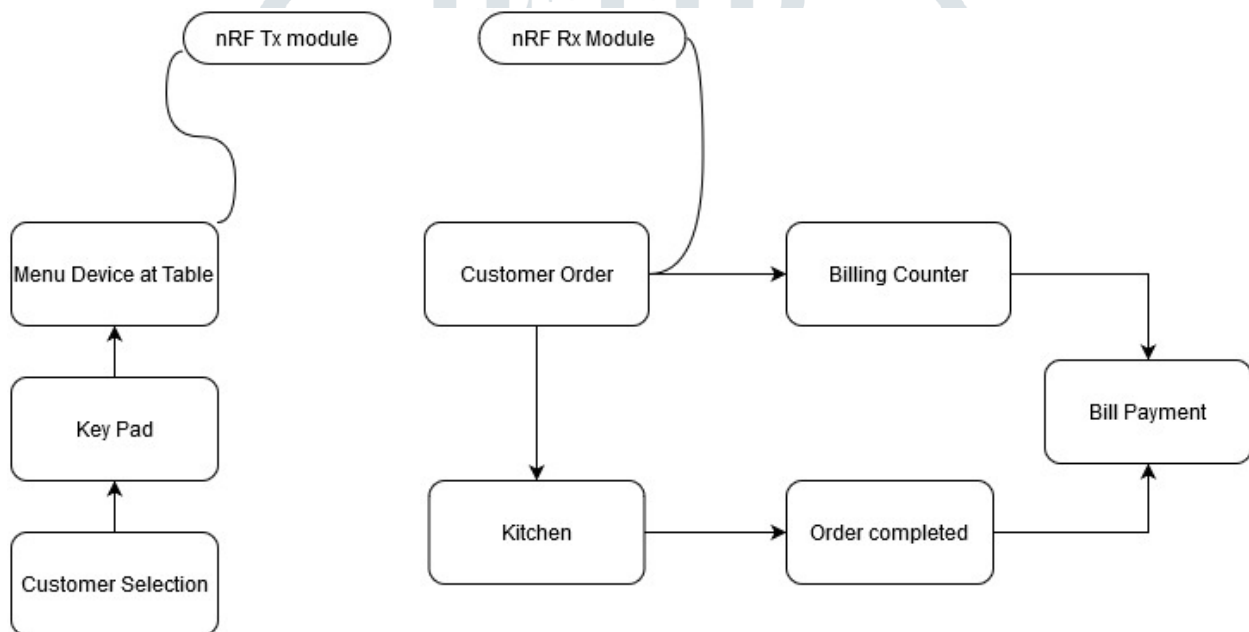 nRF Tx module
nRF Rx Module
Menu Device at Table
Customer Order
Billing Counter
Key Pad
Bill Payment
Kitchen
Order completed
Customer Selection